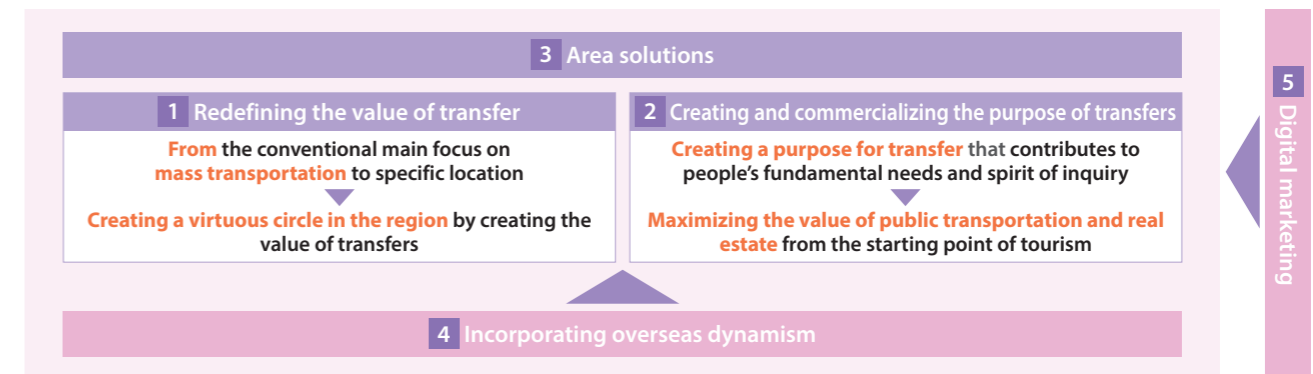 3 Area solutions
1 Redefining the value of transfer
From the conventional main focus on
mass transportation to specific location
Creating a virtuous circle in the region by creating the
value of transfers
2 Creating and commercializing the purpose of transfers
Creating a purpose for transfer that contributes to
people’s fundamental needs and spirit of inquiry
Maximizing the value of public transportation and real
estate from the starting point of tourism
4 Incorporating overseas dynamism
5 Digital marketing